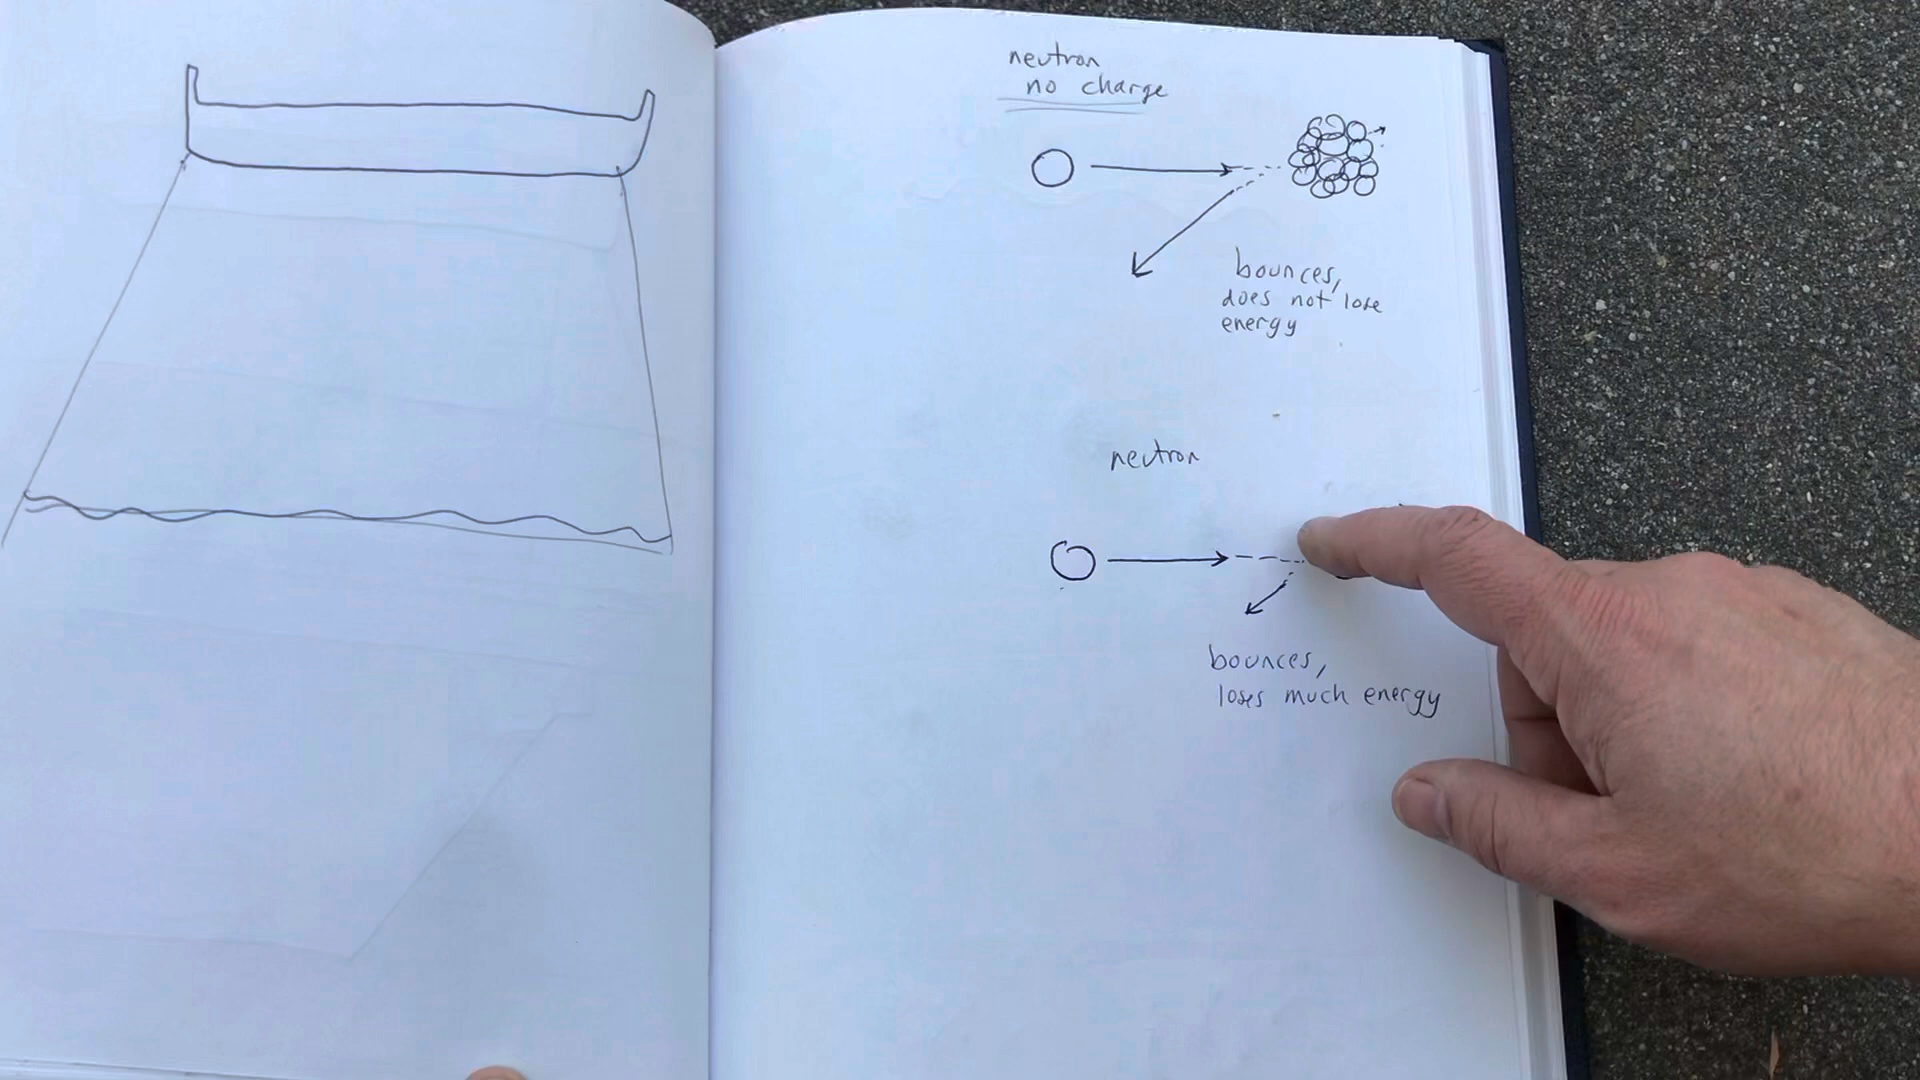 neutron
no charge
bounces,
does not lose
energy
neutron
bounces,
loses much energy